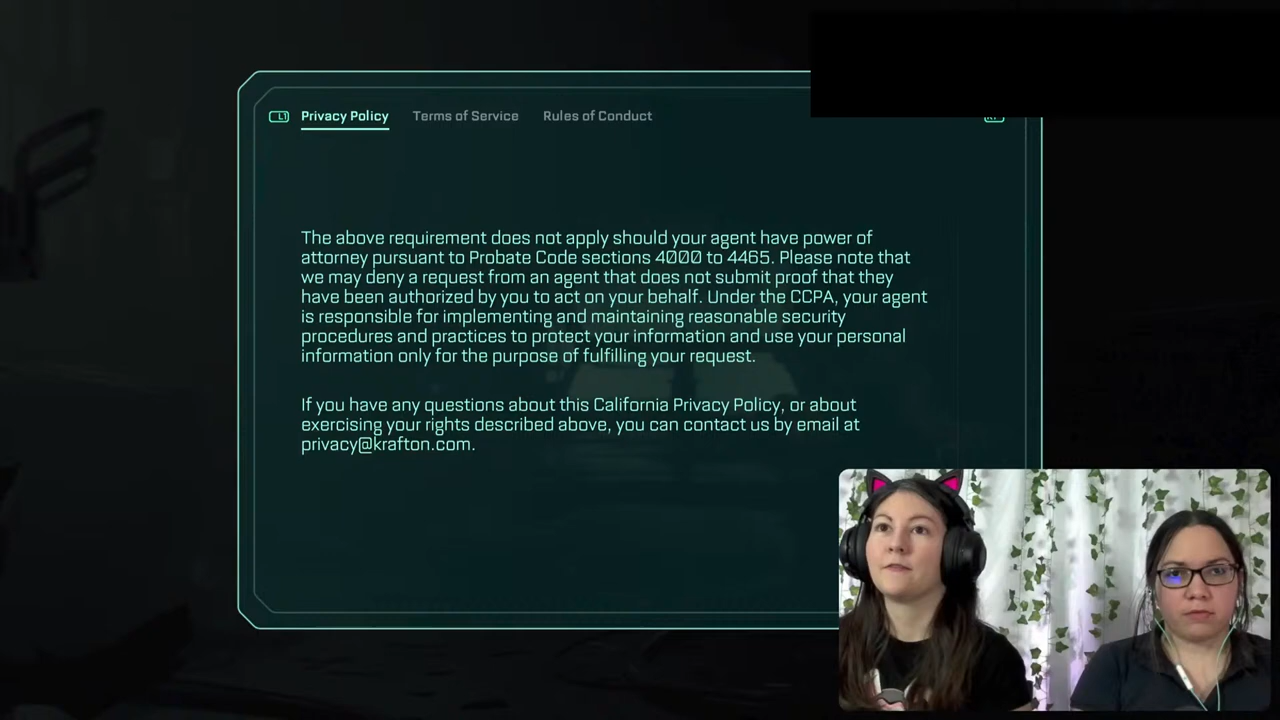 L1 Privacy Policy Terms of Service Rules of Conduct
The above requirement does not apply should your agent have power of
attorney pursuant to Probate Code sections 4000 to 4465. Please note that
we may deny a request from an agent that does not submit proof that they
have been authorized by you to act on your behalf. Under the CCPA, your agent
is responsible for implementing and maintaining reasonable security
procedures and practices to protect your information and use your personal
information only for the purpose of fulfilling your request.
If you have any questions about this California Privacy Policy, or about
exercising your rights described above, you can contact us by email at
privacy@krafton.com.